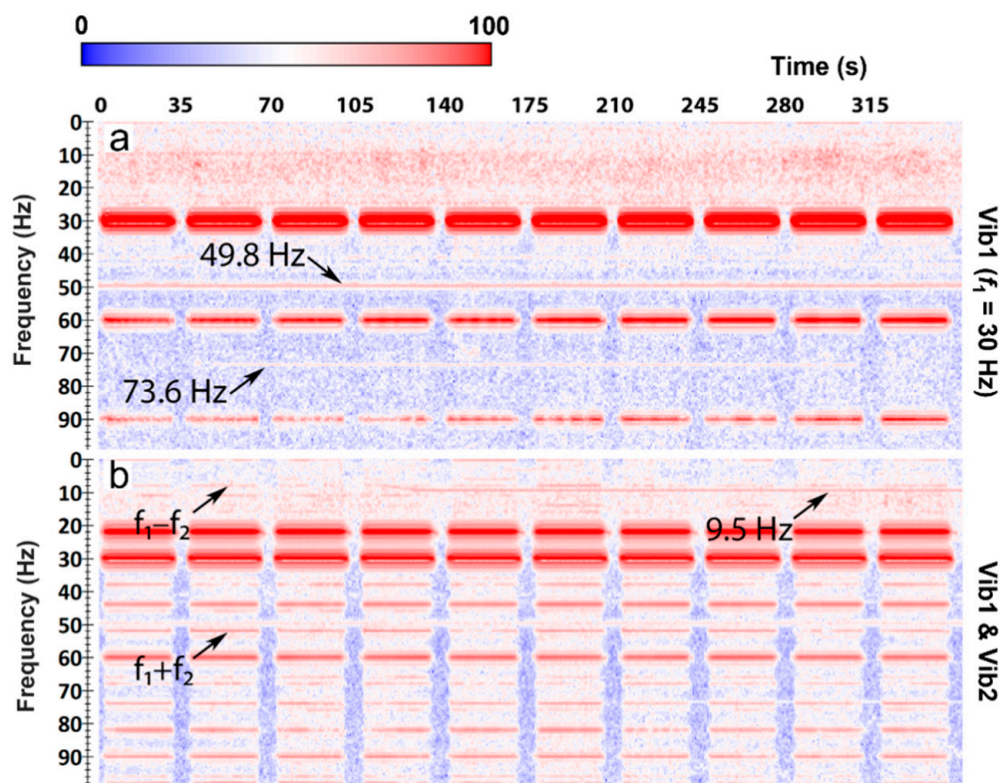 0 100
Time (s)
0 35 70 105 140 175 210 245 280 315
a
0
10
20
30
40
50
60
70
80
90
Frequency (Hz)
49.8 Hz
73.6 Hz
Vib1 (f₁ = 30 Hz)
b
0
10
20
30
40
50
60
70
80
90
Frequency (Hz)
f₁−f₂
9.5 Hz
f₁+f₂
Vib1 & Vib2